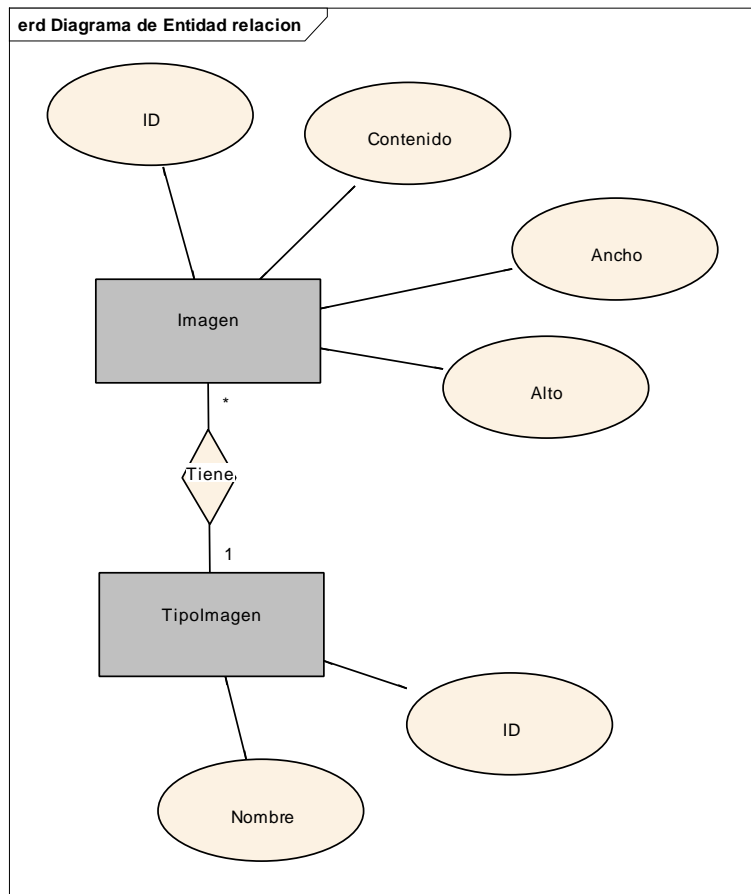 erd Diagrama de Entidad relacion
ID
Contenido
Ancho
Imagen
Alto
*
Tiene
1
TipoImagen
ID
Nombre